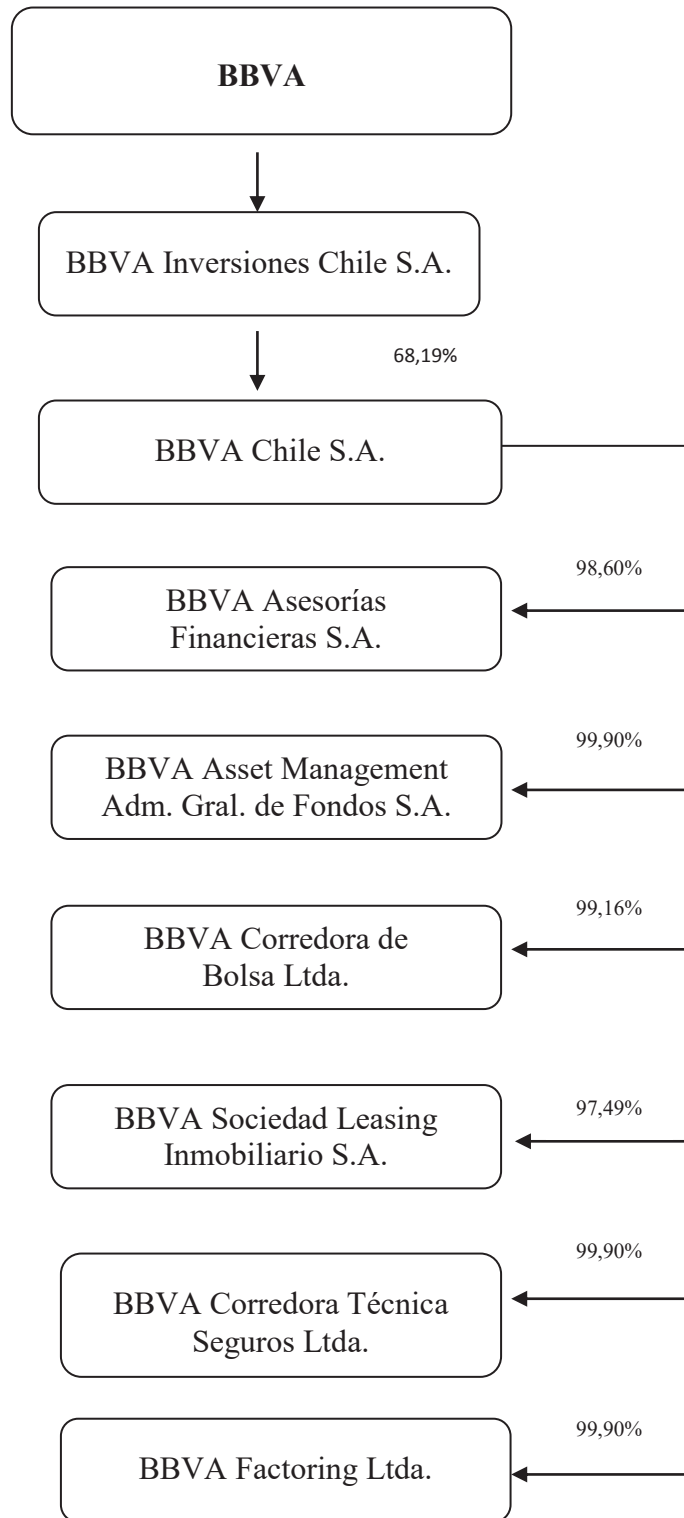 BBVA
BBVA Inversiones Chile S.A.
68,19%
BBVA Chile S.A.
98,60%
BBVA Asesorías
Financieras S.A.
99,90%
BBVA Asset Management
Adm. Gral. de Fondos S.A.
99,16%
BBVA Corredora de
Bolsa Ltda.
97,49%
BBVA Sociedad Leasing
Inmobiliario S.A.
99,90%
BBVA Corredora Técnica
Seguros Ltda.
99,90%
BBVA Factoring Ltda.